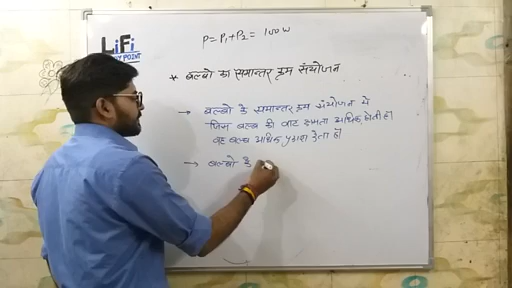 LiFi
POINT
P = P₁ + P₂ = 100 W
* बल्बो का समान्तर क्रम संयोजन
→ बल्बो के समान्तर क्रम संयोजन मे
जिस बल्ब की वाट क्षमता अधिक होती है।
वह बल्ब अधिक प्रकाश देता है।
→ बल्बो के